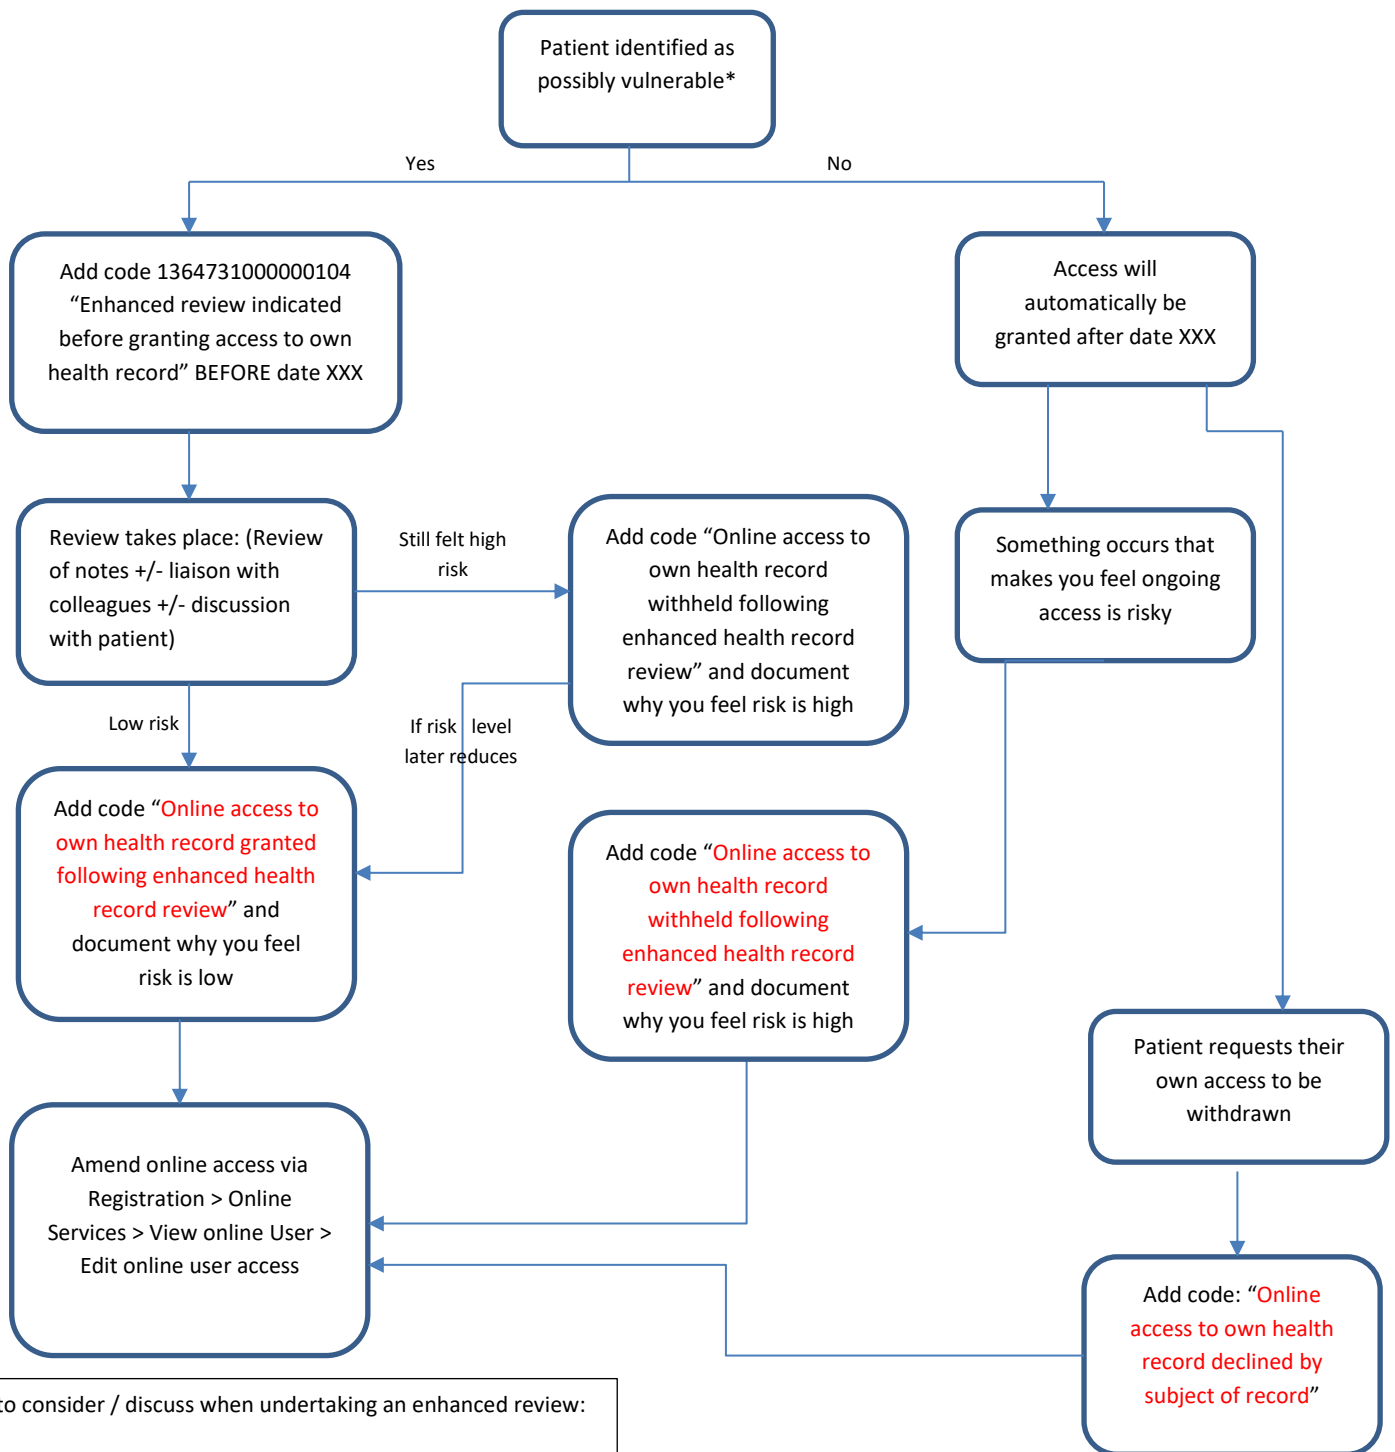 Patient identified as
possibly vulnerable*
Yes
No
Add code 1364731000000104
“Enhanced review indicated
before granting access to own
health record” BEFORE date XXX
Access will
automatically be
granted after date XXX
Review takes place: (Review
of notes +/- liaison with
colleagues +/- discussion
with patient)
Still felt high
risk
Add code “Online access to
own health record
withheld following
enhanced health record
review” and document
why you feel risk is high
Something occurs that
makes you feel ongoing
access is risky
Low risk
If risk level
later reduces
Add code “Online access to
own health record granted
following enhanced health
record review” and
document why you feel
risk is low
Add code “Online access to
own health record
withheld following
enhanced health record
review” and document
why you feel risk is high
Patient requests their
own access to be
withdrawn
Amend online access via
Registration > Online
Services > View online User >
Edit online user access
Add code: “Online
access to own health
record declined by
subject of record”
to consider / discuss when undertaking an enhanced review: